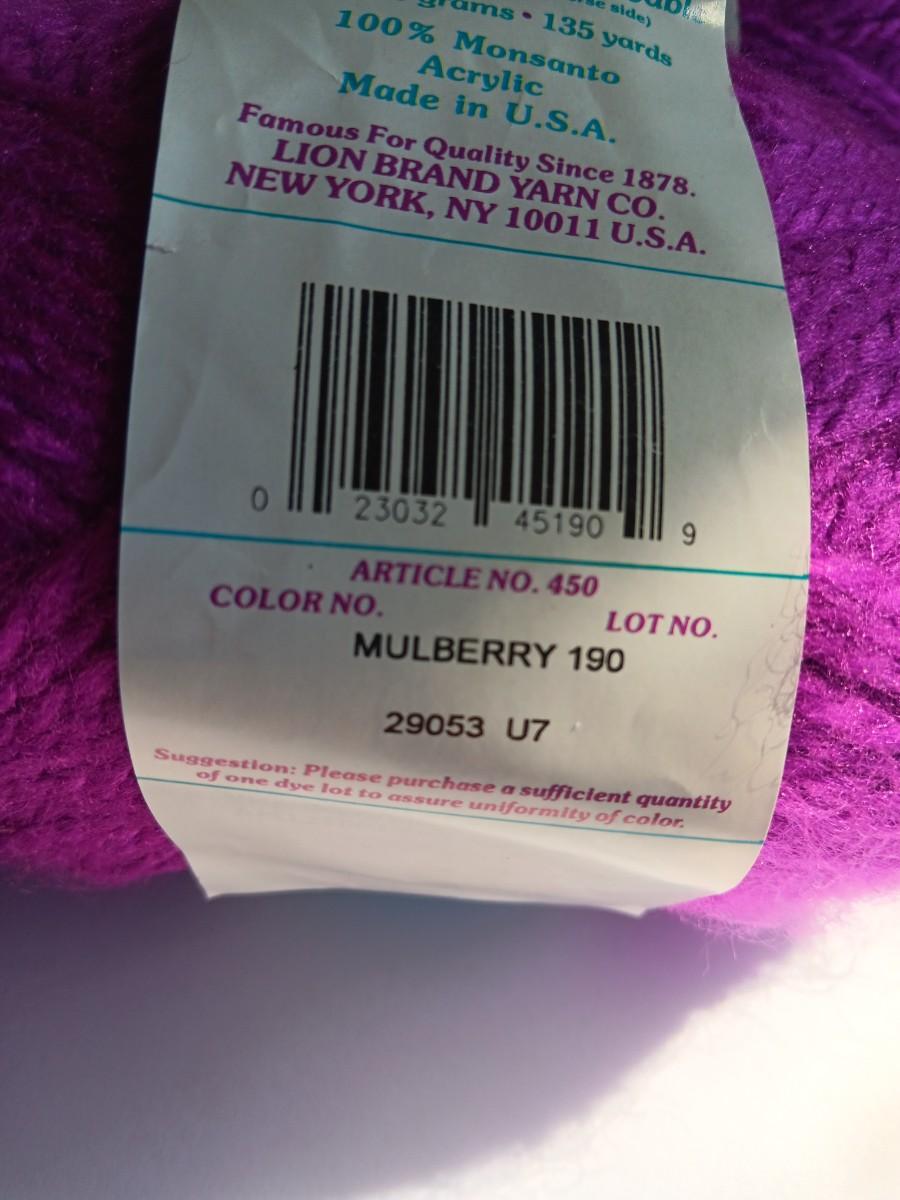 se side)
grams • 135 yards
100% Monsanto
Acrylic
Made in U.S.A.
Famous For Quality Since 1878.
LION BRAND YARN CO.
NEW YORK, NY 10011 U.S.A.
0 23032 45190 9
ARTICLE NO. 450
COLOR NO. LOT NO.
MULBERRY 190
29053 U7
Suggestion: Please purchase a sufficient quantity
of one dye lot to assure uniformity of color.